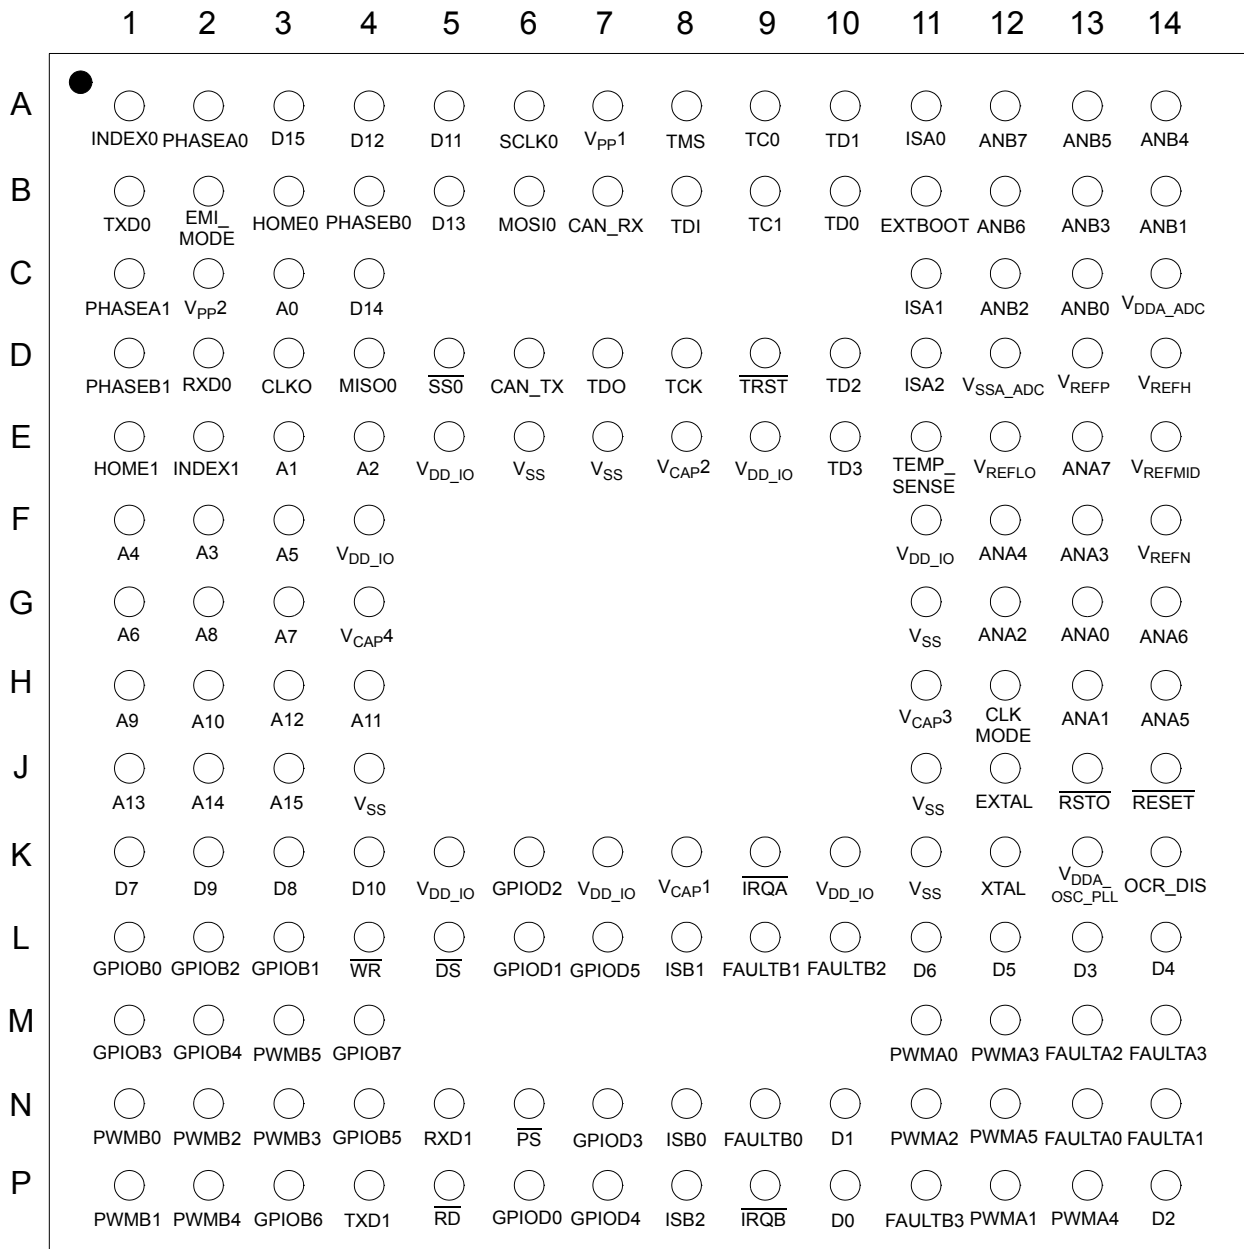 1 2 3 4 5 6 7 8 9 10 11 12 13 14
A
INDEX0 PHASEA0 D15 D12 D11 SCLK0 VPP1 TMS TC0 TD1 ISA0 ANB7 ANB5 ANB4
B
TXD0 EMI_ HOME0 PHASEB0 D13 MOSI0 CAN_RX TDI TC1 TD0 EXTBOOT ANB6 ANB3 ANB1
MODE
C
PHASEA1 VPP2 A0 D14 ISA1 ANB2 ANB0 VDDA_ADC
D
PHASEB1 RXD0 CLKO MISO0 SS0 CAN_TX TDO TCK TRST TD2 ISA2 VSSA_ADC VREFP VREFH
E
HOME1 INDEX1 A1 A2 VDD_IO VSS VSS VCAP2 VDD_IO TD3 TEMP_ VREFLO ANA7 VREFMID
SENSE
F
A4 A3 A5 VDD_IO VDD_IO ANA4 ANA3 VREFN
G
A6 A8 A7 VCAP4 VSS ANA2 ANA0 ANA6
H
A9 A10 A12 A11 VCAP3 CLK ANA1 ANA5
MODE
J
A13 A14 A15 VSS VSS EXTAL RSTO RESET
K
D7 D9 D8 D10 VDD_IO GPIOD2 VDD_IO VCAP1 IRQA VDD_IO VSS XTAL VDDA_ OCR_DIS
OSC_PLL
L
GPIOB0 GPIOB2 GPIOB1 WR DS GPIOD1 GPIOD5 ISB1 FAULTB1 FAULTB2 D6 D5 D3 D4
M
GPIOB3 GPIOB4 PWMB5 GPIOB7 PWMA0 PWMA3 FAULTA2 FAULTA3
N
PWMB0 PWMB2 PWMB3 GPIOB5 RXD1 PS GPIOD3 ISB0 FAULTB0 D1 PWMA2 PWMA5 FAULTA0 FAULTA1
P
PWMB1 PWMB4 GPIOB6 TXD1 RD GPIOD0 GPIOD4 ISB2 IRQB D0 FAULTB3 PWMA1 PWMA4 D2